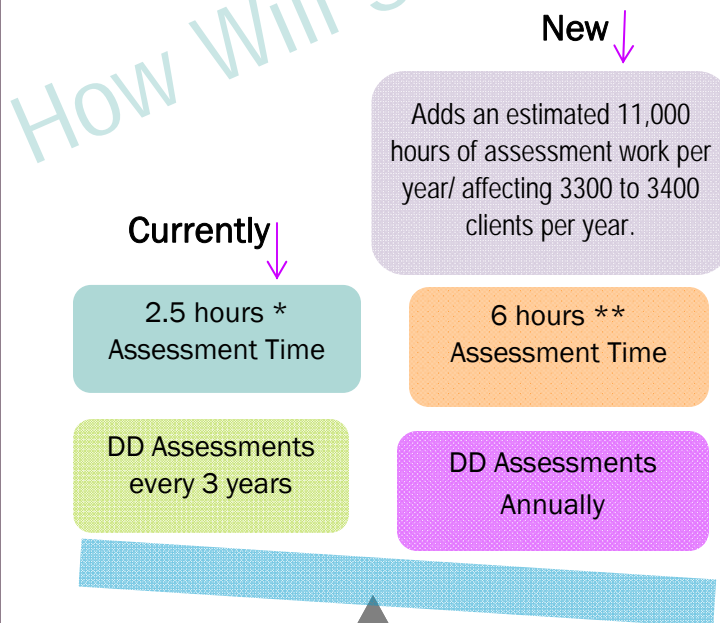 How Will
New
Adds an estimated 11,000
hours of assessment work per
year/ affecting 3300 to 3400
clients per year.
Currently
2.5 hours *
Assessment Time
6 hours **
Assessment Time
DD Assessments
every 3 years
DD Assessments
Annually